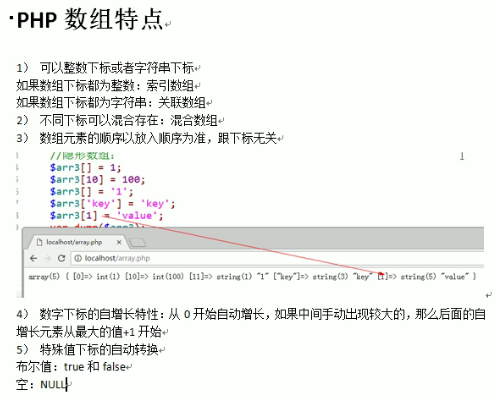 ·PHP 数组特点
1） 可以整数下标或者字符串下标
如果数组下标都为整数：索引数组
如果数组下标都为字符串：关联数组
2） 不同下标可以混合存在：混合数组
3） 数组元素的顺序以放入顺序为准，跟下标无关
//隐形数组：
$arr3[] = 1;
$arr3[10] = 100;
$arr3[] = '1';
$arr3['key'] = 'key';
$arr3[1] = 'value';
var_dump($arr3);
localhost/array.php
localhost/array.php
array(5) { [0]=> int(1) [10]=> int(100) [11]=> string(1) "1" ["key"]=> string(3) "key" [1]=> string(5) "value" }
4） 数字下标的自增长特性：从 0 开始自动增长，如果中间手动出现较大的，那么后面的自
增长元素从最大的值+1 开始
5） 特殊值下标的自动转换
布尔值：true 和 false
空：NULL